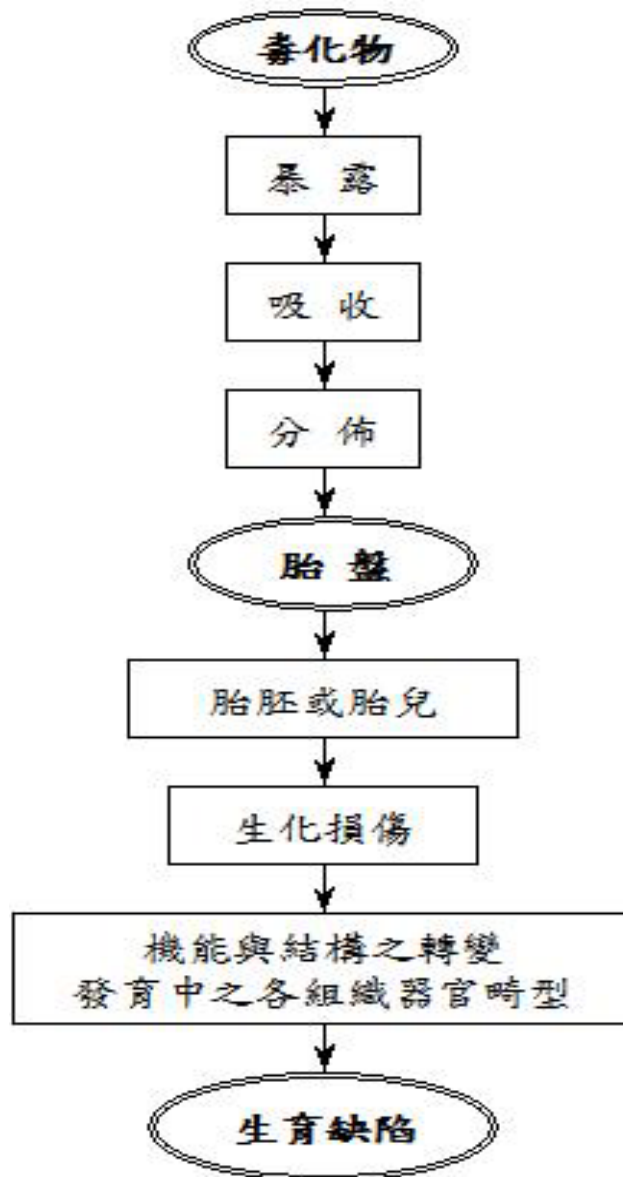 毒化物
暴 露
吸 收
分 佈
胎 盤
胎胚或胎兒
生化損傷
機能與結構之轉變
發育中之各組織器官時型
生育缺陷